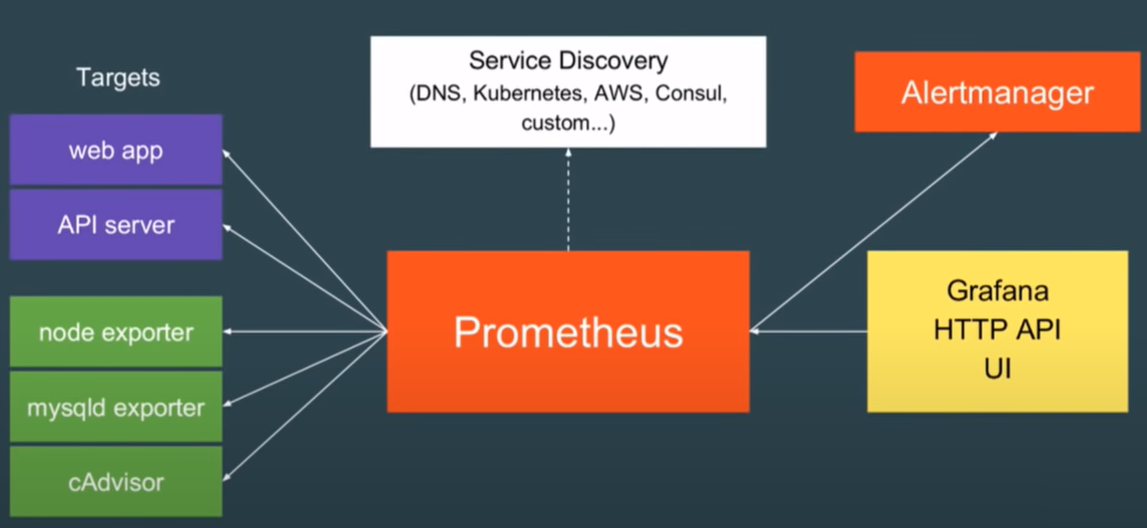 Targets
web app
API server
node exporter
mysqld exporter
cAdvisor
Service Discovery
(DNS, Kubernetes, AWS, Consul,
custom...)
Prometheus
Alertmanager
Grafana
HTTP API
UI